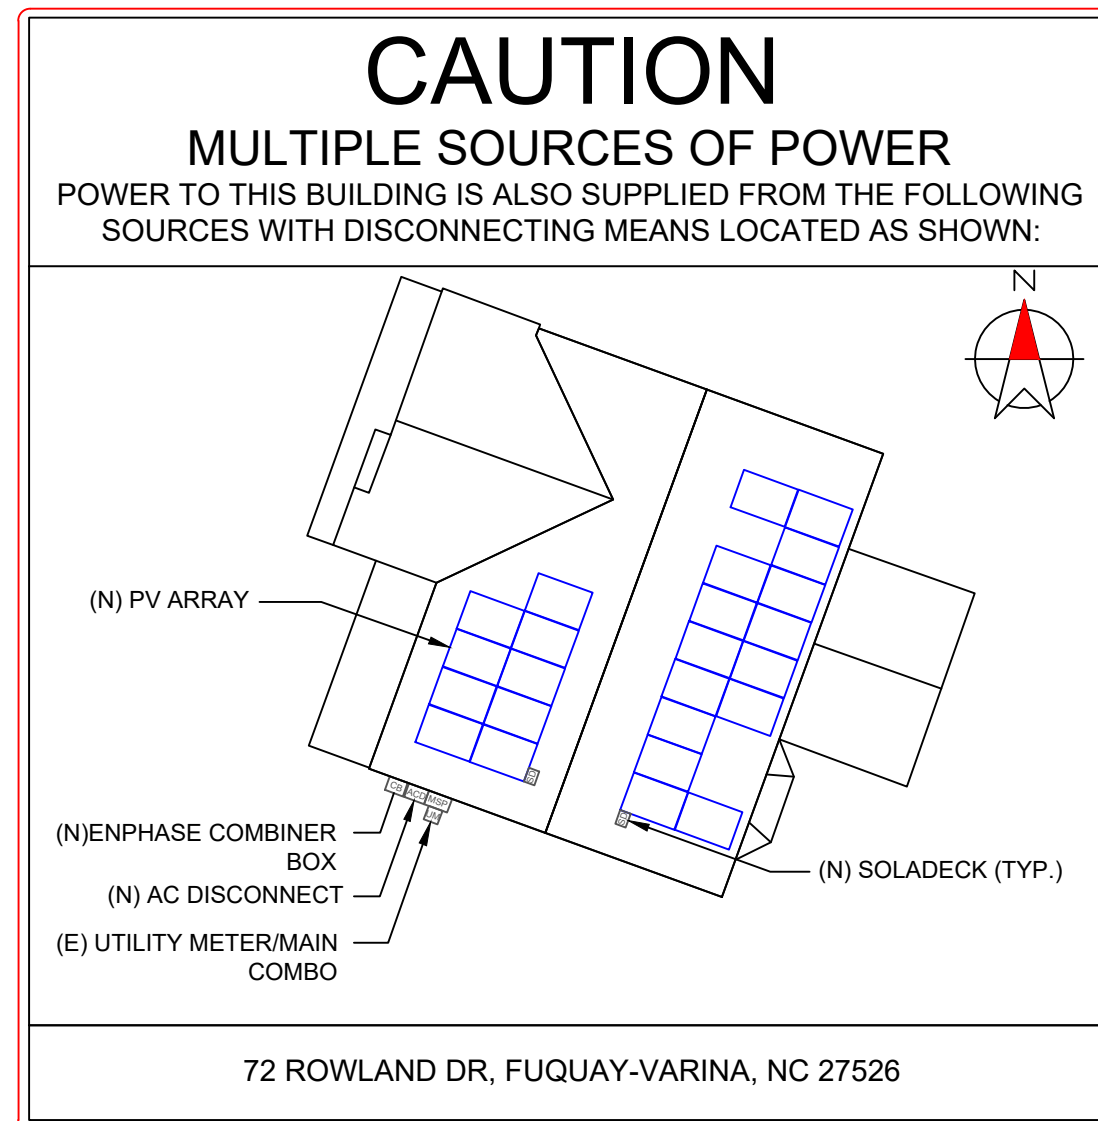 CAUTION
MULTIPLE SOURCES OF POWER
POWER TO THIS BUILDING IS ALSO SUPPLIED FROM THE FOLLOWING
SOURCES WITH DISCONNECTING MEANS LOCATED AS SHOWN:
N
(N) PV ARRAY
SD
CB
ACD
MSP
UM
SD
(N)ENPHASE COMBINER
BOX
(N) AC DISCONNECT
(E) UTILITY METER/MAIN
COMBO
(N) SOLADECK (TYP.)
72 ROWLAND DR, FUQUAY-VARINA, NC 27526